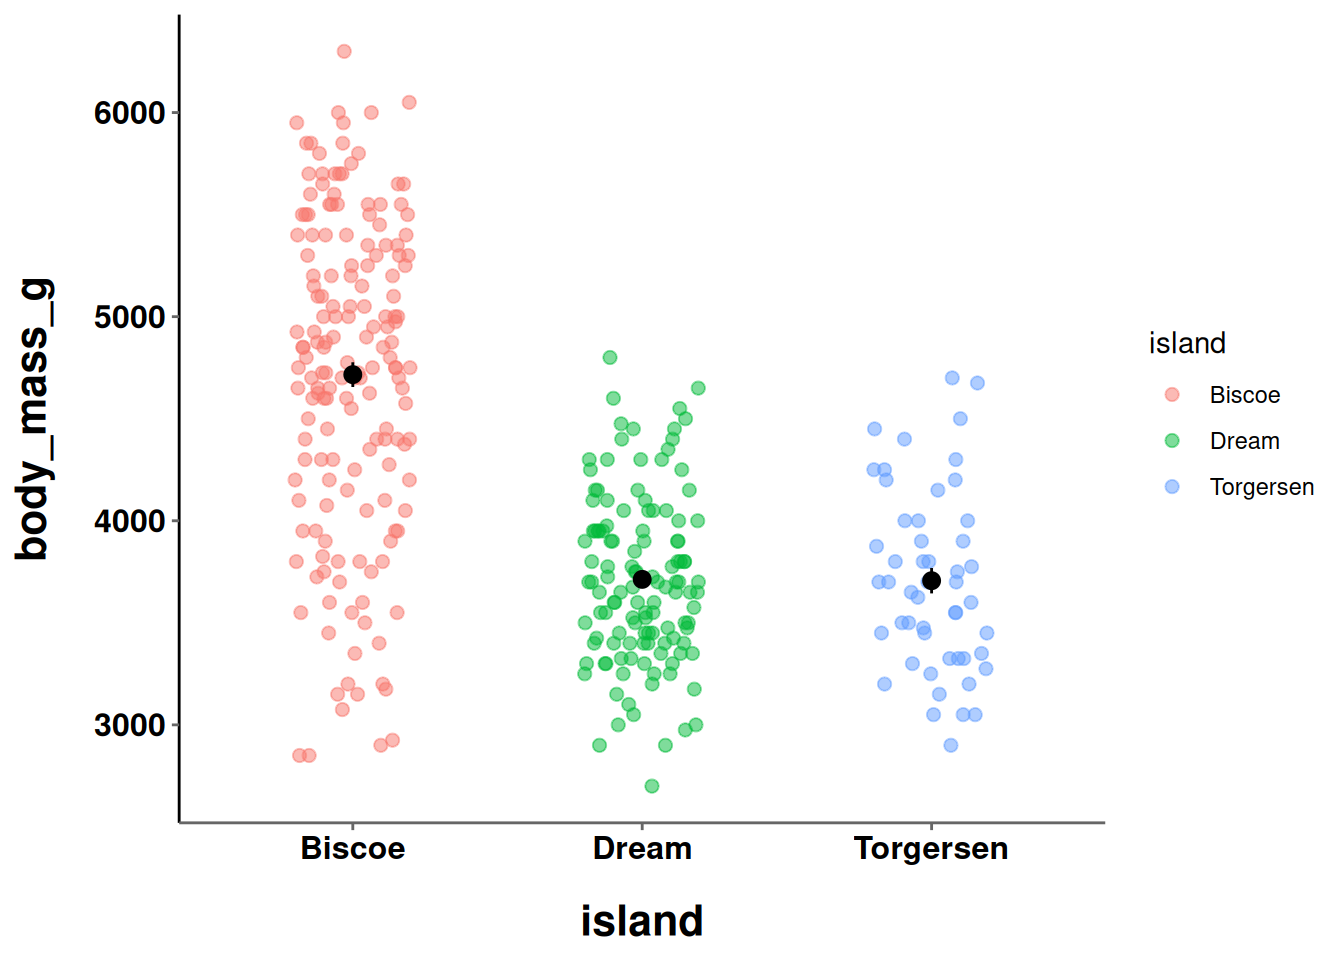 body_mass_g
6000
5000
4000
3000
Biscoe
Dream
Torgersen
island
island
Biscoe
Dream
Torgersen